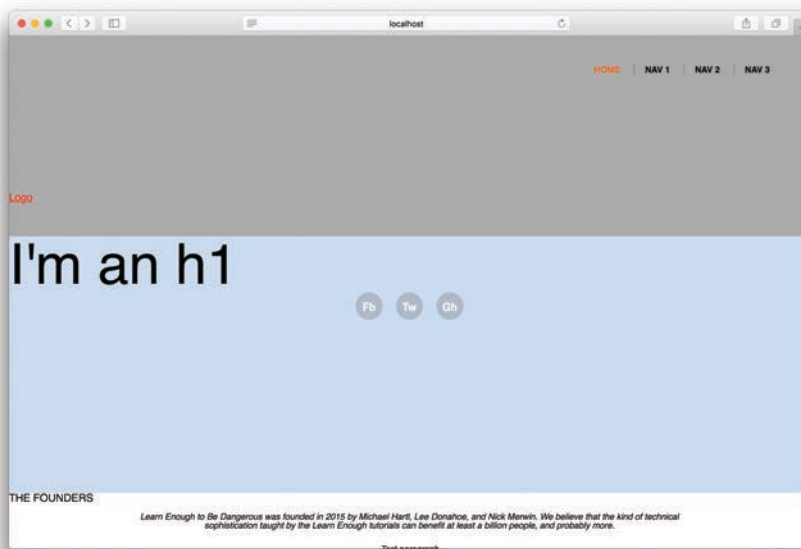 localhost
HOME | NAV 1 | NAV 2 | NAV 3
Logo
I'm an h1
Fb Tw Gh
THE FOUNDERS
Learn Enough to Be Dangerous was founded in 2015 by Michael Hartl, Lee Donahoe, and Nick Merwin. We believe that the kind of technical
sophistication taught by the Learn Enough tutorials can benefit at least a billion people, and probably more.
Test paragraph